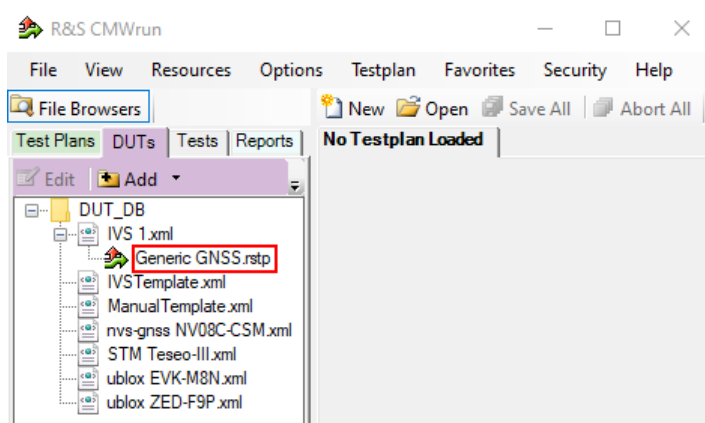 R&S CMWrun
File View Resources Options Testplan Favorites Security Help
File Browsers New Open Save All Abort All
Test Plans DUTs Tests Reports No Testplan Loaded
Edit Add
DUT_DB
IVS 1.xml
Generic GNSS.rstp
IVSTemplate.xml
ManualTemplate.xml
nvs-gnss NV08C-CSM.xml
STM Teseo-III.xml
ublox EVK-M8N.xml
ublox ZED-F9P.xml